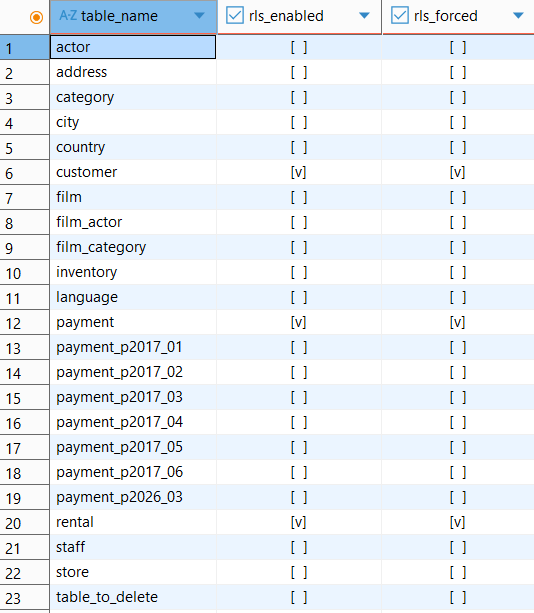 A-Z table_name rls_enabled rls_forced
1 actor [ ] [ ]
2 address [ ] [ ]
3 category [ ] [ ]
4 city [ ] [ ]
5 country [ ] [ ]
6 customer [v] [v]
7 film [ ] [ ]
8 film_actor [ ] [ ]
9 film_category [ ] [ ]
10 inventory [ ] [ ]
11 language [ ] [ ]
12 payment [v] [v]
13 payment_p2017_01 [ ] [ ]
14 payment_p2017_02 [ ] [ ]
15 payment_p2017_03 [ ] [ ]
16 payment_p2017_04 [ ] [ ]
17 payment_p2017_05 [ ] [ ]
18 payment_p2017_06 [ ] [ ]
19 payment_p2026_03 [ ] [ ]
20 rental [v] [v]
21 staff [ ] [ ]
22 store [ ] [ ]
23 table_to_delete [ ] [ ]